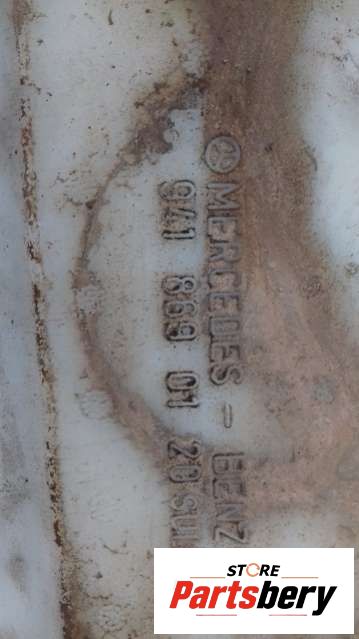 MERCEDES - BENZ
941 869 01 20
STORE
Partsbery